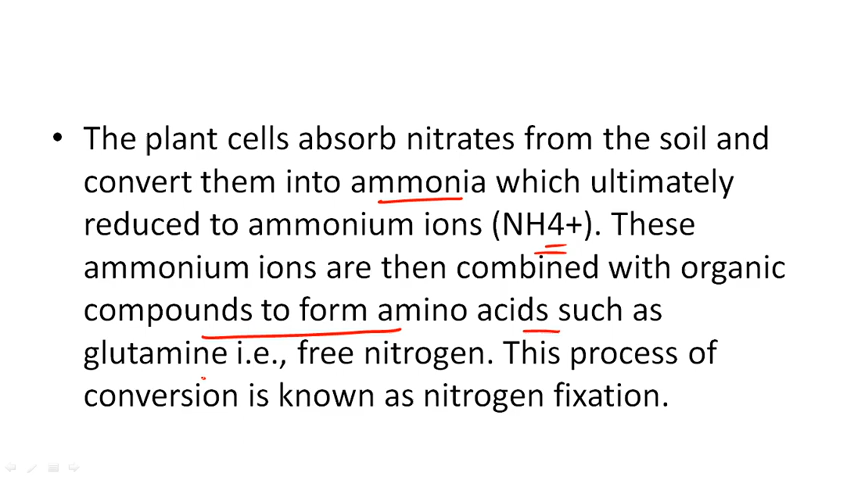 • The plant cells absorb nitrates from the soil and
convert them into ammonia which ultimately
reduced to ammonium ions (NH4+). These
ammonium ions are then combined with organic
compounds to form amino acids such as
glutamine i.e., free nitrogen. This process of
conversion is known as nitrogen fixation.